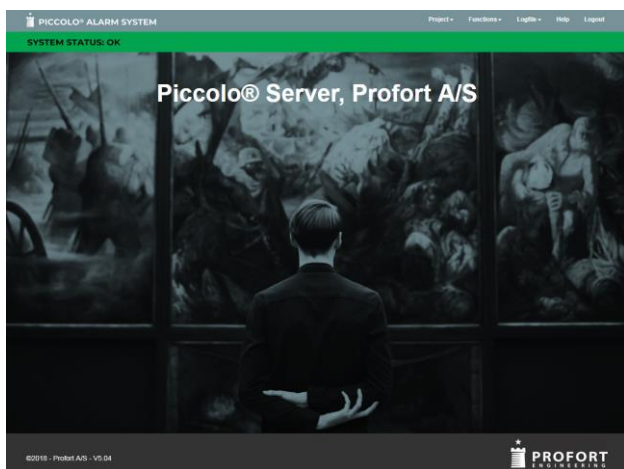 PICCOLO® ALARM SYSTEM
Project Functions Logfile Help Logout
SYSTEM STATUS: OK
Piccolo® Server, Profort A/S
©2018 - Profort A/S - V5.04
PROFORT
ENGINEERING